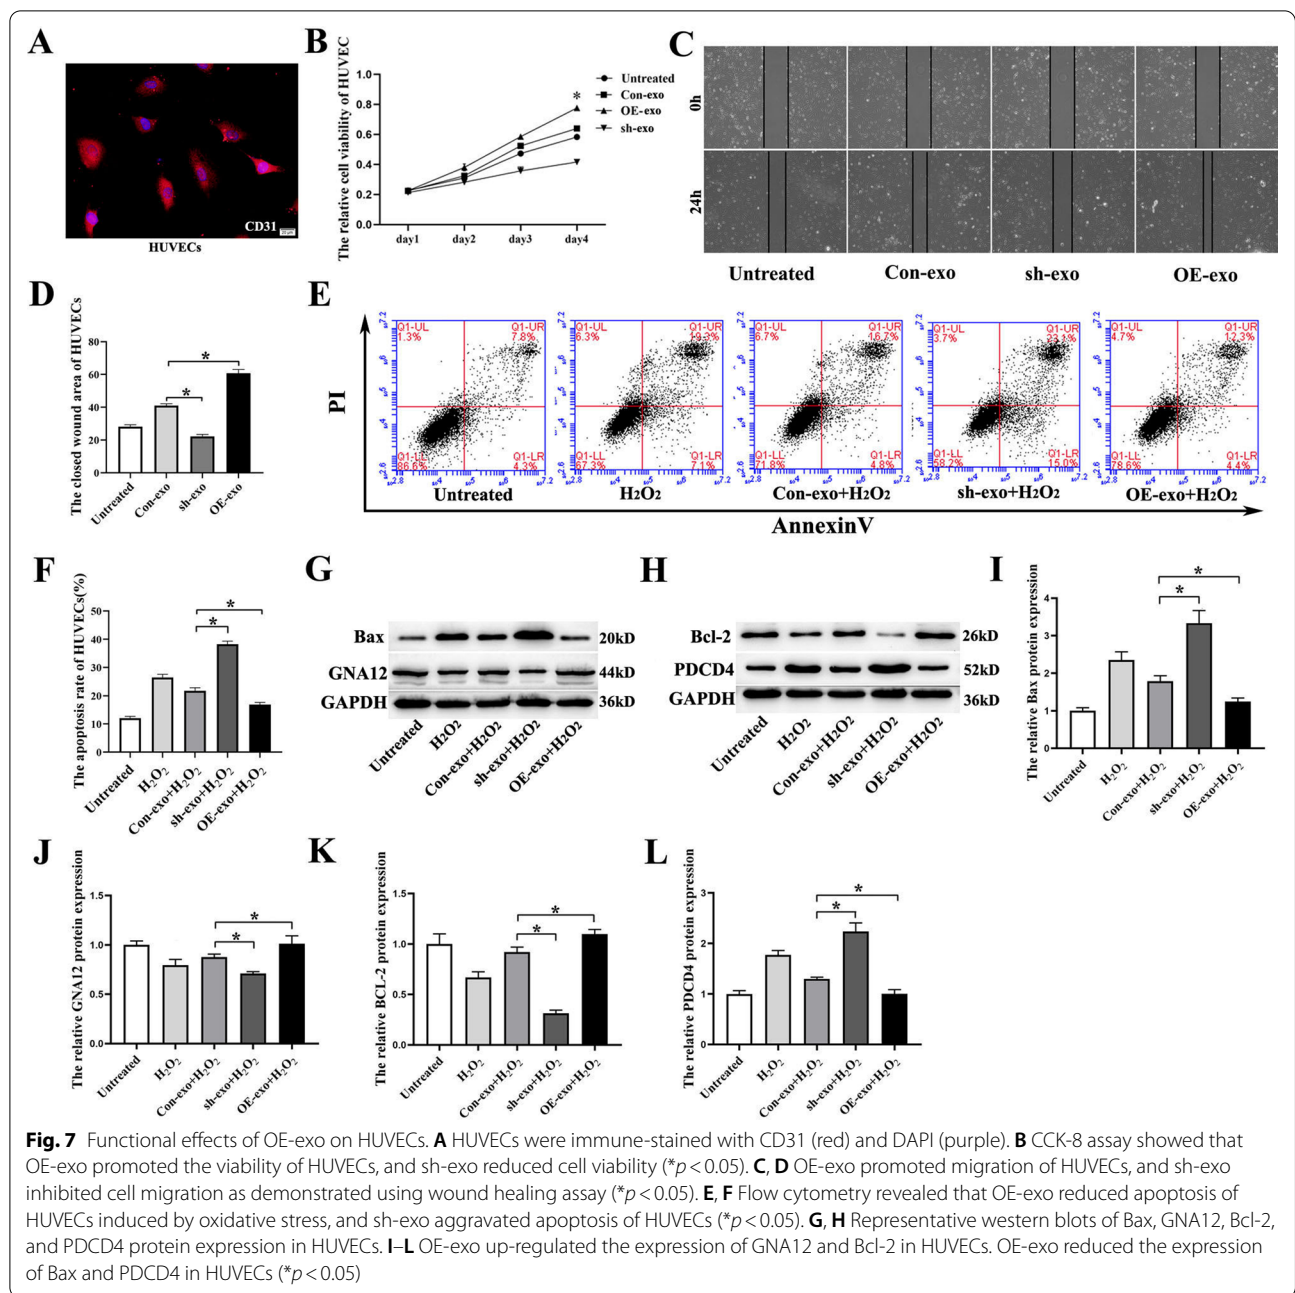 A
CD31
20 μm
HUVECs
B
The relative cell viability of HUVEC
1.0
0.8
0.6
0.4
0.2
0.0
day1 day2 day3 day4
*
Untreated
Con-exo
OE-exo
sh-exo
C
0h
24h
Untreated Con-exo sh-exo OE-exo
D
The closed wound area of HUVECs
80
60
40
20
0
* *
Untreated Con-exo sh-exo OE-exo
E
PI
Q1-UL 1.3% Q1-UR 7.8%
Q1-LL 86.6% Q1-LR 4.3%
Untreated
Q1-UL 6.3% Q1-UR 19.3%
Q1-LL 67.3% Q1-LR 7.1%
H2O2
Q1-UL 6.7% Q1-UR 16.7%
Q1-LL 71.8% Q1-LR 4.8%
Con-exo+H2O2
Q1-UL 3.7% Q1-UR 23.1%
Q1-LL 58.2% Q1-LR 15.0%
sh-exo+H2O2
Q1-UL 4.7% Q1-UR 12.3%
Q1-LL 78.6% Q1-LR 4.4%
OE-exo+H2O2
AnnexinV
F
The apoptosis rate of HUVECs(%)
50
40
30
20
10
0
* *
Untreated H2O2 Con-exo+H2O2 sh-exo+H2O2 OE-exo+H2O2
G
Bax 20kD
GNA12 44kD
GAPDH 36kD
Untreated H2O2 Con-exo+H2O2 sh-exo+H2O2 OE-exo+H2O2
H
Bcl-2 26kD
PDCD4 52kD
GAPDH 36kD
Untreated H2O2 Con-exo+H2O2 sh-exo+H2O2 OE-exo+H2O2
I
The relative Bax protein expression
4
3
2
1
0
* *
Untreated H2O2 Con-exo+H2O2 sh-exo+H2O2 OE-exo+H2O2
J
The relative GNA12 protein expression
1.5
1.0
0.5
0.0
* *
Untreated H2O2 Con-exo+H2O2 sh-exo+H2O2 OE-exo+H2O2
K
The relative BCL-2 protein expression
1.5
1.0
0.5
0.0
* *
Untreated H2O2 Con-exo+H2O2 sh-exo+H2O2 OE-exo+H2O2
L
The relative PDCD4 protein expression
3
2
1
0
* *
Untreated H2O2 Con-exo+H2O2 sh-exo+H2O2 OE-exo+H2O2
Fig. 7 Functional effects of OE-exo on HUVECs. A HUVECs were immune-stained with CD31 (red) and DAPI (purple). B CCK-8 assay showed that
OE-exo promoted the viability of HUVECs, and sh-exo reduced cell viability (*p < 0.05). C, D OE-exo promoted migration of HUVECs, and sh-exo
inhibited cell migration as demonstrated using wound healing assay (*p < 0.05). E, F Flow cytometry revealed that OE-exo reduced apoptosis of
HUVECs induced by oxidative stress, and sh-exo aggravated apoptosis of HUVECs (*p < 0.05). G, H Representative western blots of Bax, GNA12, Bcl-2,
and PDCD4 protein expression in HUVECs. I–L OE-exo up-regulated the expression of GNA12 and Bcl-2 in HUVECs. OE-exo reduced the expression
of Bax and PDCD4 in HUVECs (*p < 0.05)